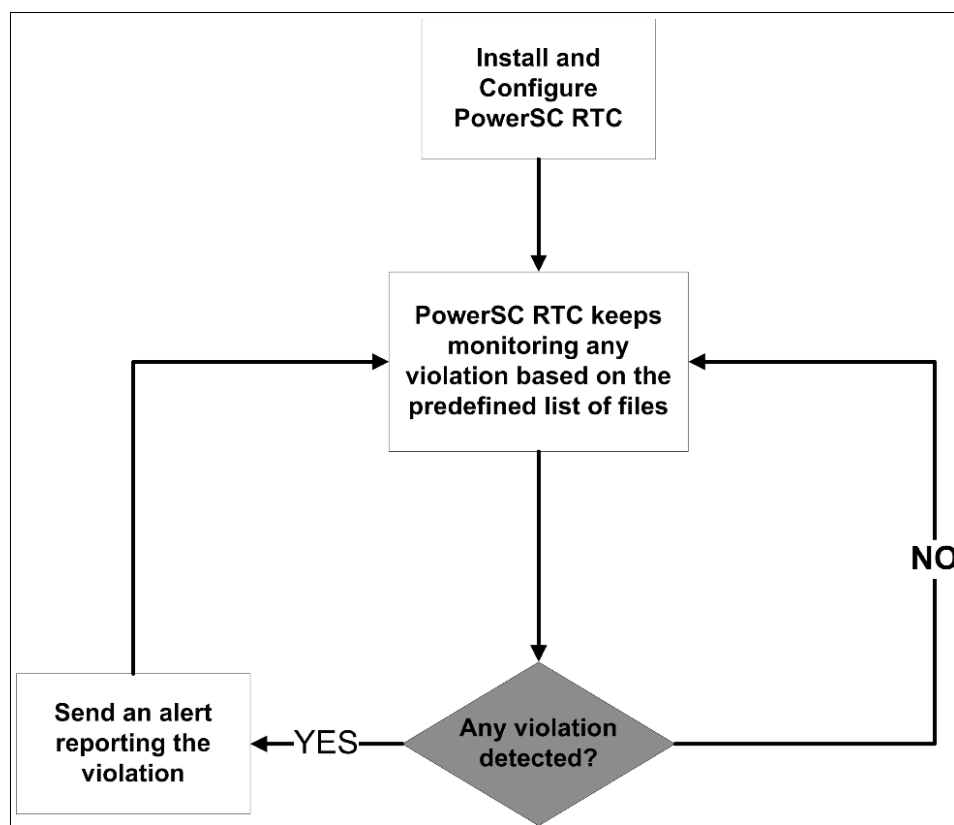 Install and
Configure
PowerSC RTC
PowerSC RTC keeps
monitoring any
violation based on the
predefined list of files
NO
Any violation
detected?
YES
Send an alert
reporting the
violation